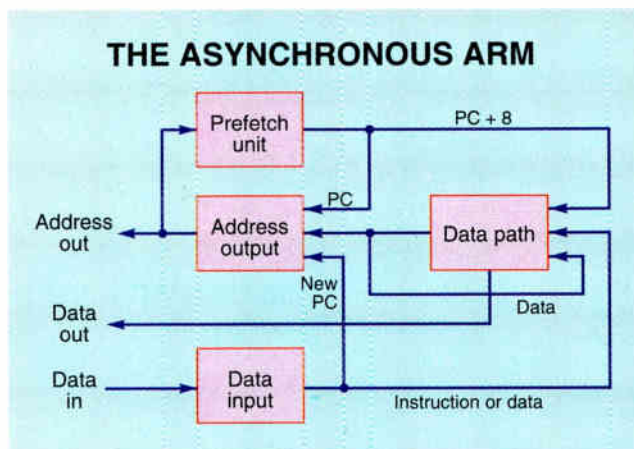 THE ASYNCHRONOUS ARM
Prefetch
unit
PC + 8
PC
Address
out
Address
output
Data path
New
PC
Data
Data
out
Data
in
Data
input
Instruction or data